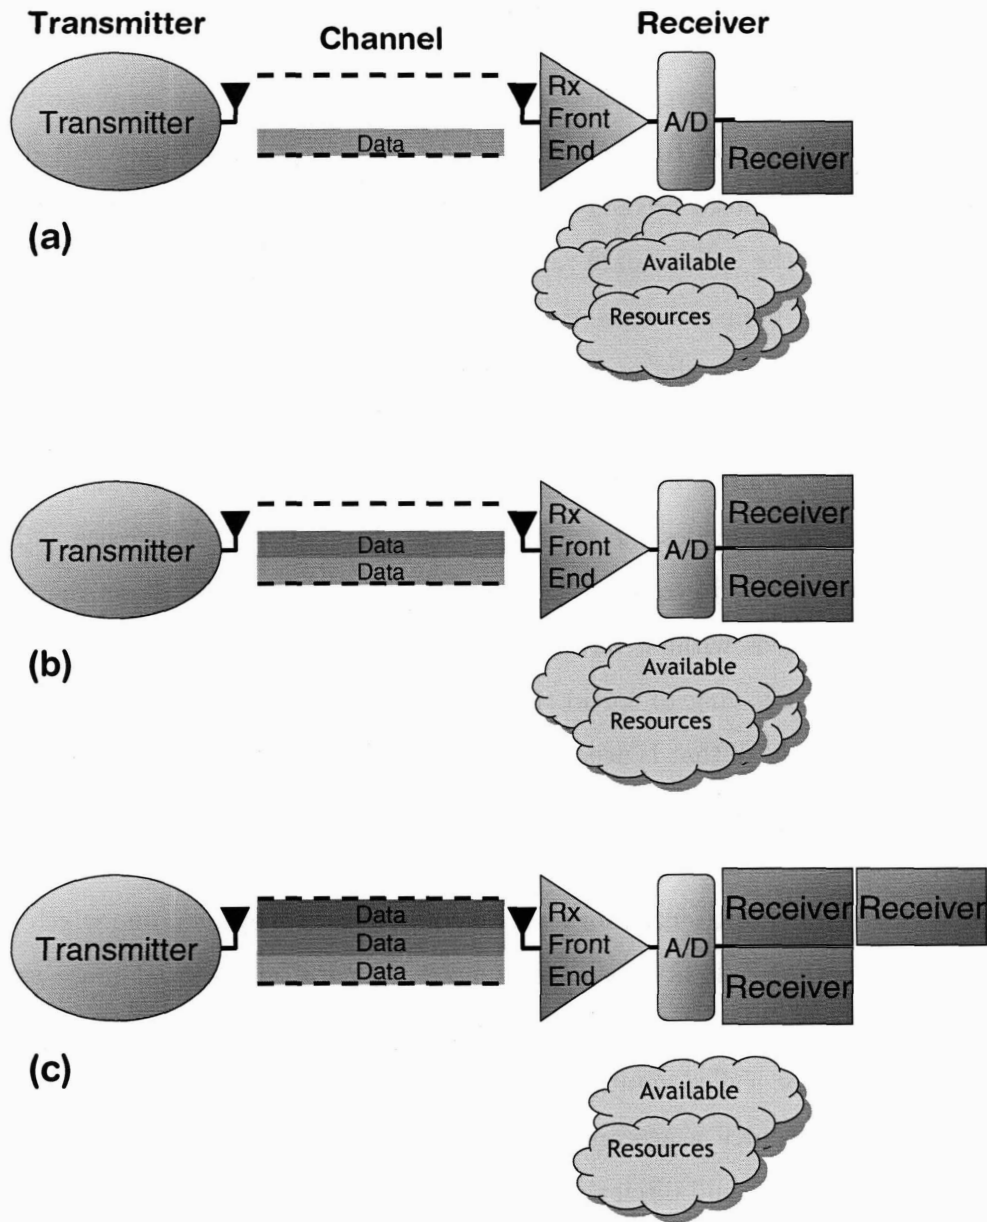 Transmitter
Channel
Receiver
Transmitter
Data
Rx
Front
End
A/D
Receiver
(a)
Available
Resources
Transmitter
Data
Data
Rx
Front
End
A/D
Receiver
Receiver
(b)
Available
Resources
Transmitter
Data
Data
Data
Rx
Front
End
A/D
Receiver
Receiver
Receiver
(c)
Available
Resources